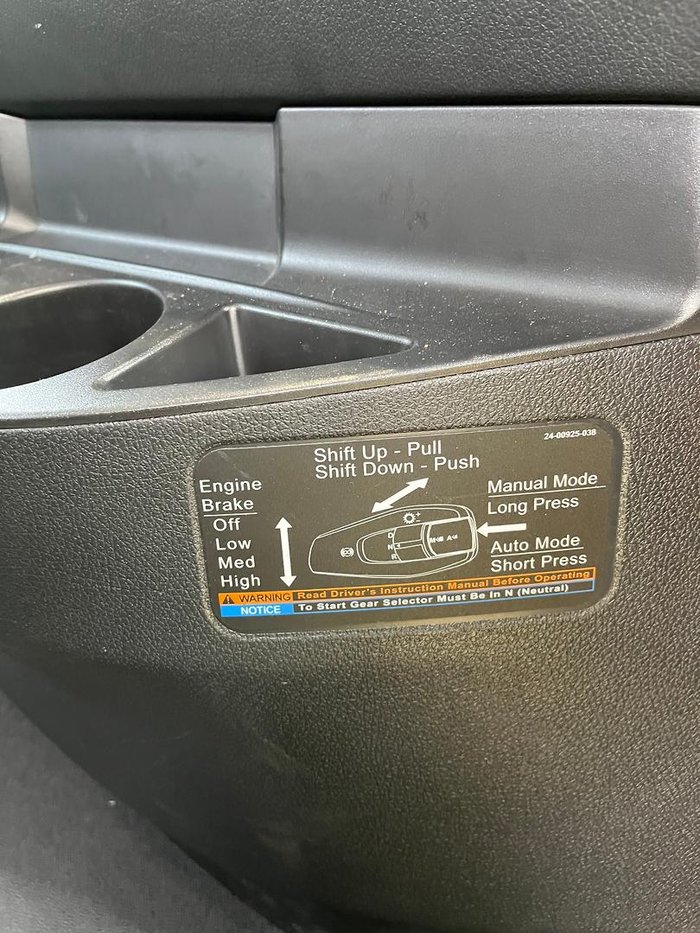 24-00925-038
Shift Up - Pull
Shift Down - Push
Engine
Brake
Off
Low
Med
High
Manual Mode
Long Press
Auto Mode
Short Press
D
N
R
M
A
WARNING Read Driver's Instruction Manual Before Operating
NOTICE To Start Gear Selector Must Be In N (Neutral)